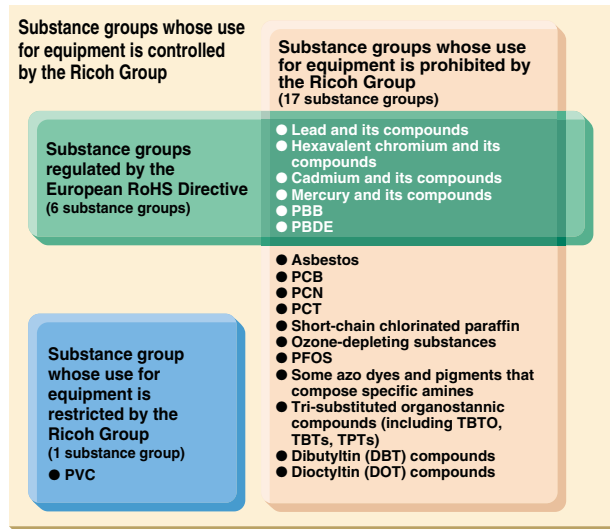 Substance groups whose use
for equipment is controlled
by the Ricoh Group
Substance groups whose use
for equipment is prohibited by
the Ricoh Group
(17 substance groups)
Substance groups
regulated by the
European RoHS Directive
(6 substance groups)
● Lead and its compounds
● Hexavalent chromium and its
compounds
● Cadmium and its compounds
● Mercury and its compounds
● PBB
● PBDE
● Asbestos
● PCB
● PCN
● PCT
● Short-chain chlorinated paraffin
● Ozone-depleting substances
● PFOS
● Some azo dyes and pigments that
compose specific amines
● Tri-substituted organostannic
compounds (including TBTO,
TBTs, TPTs)
● Dibutyltin (DBT) compounds
● Dioctyltin (DOT) compounds
Substance group
whose use for
equipment is
restricted by the
Ricoh Group
(1 substance group)
● PVC